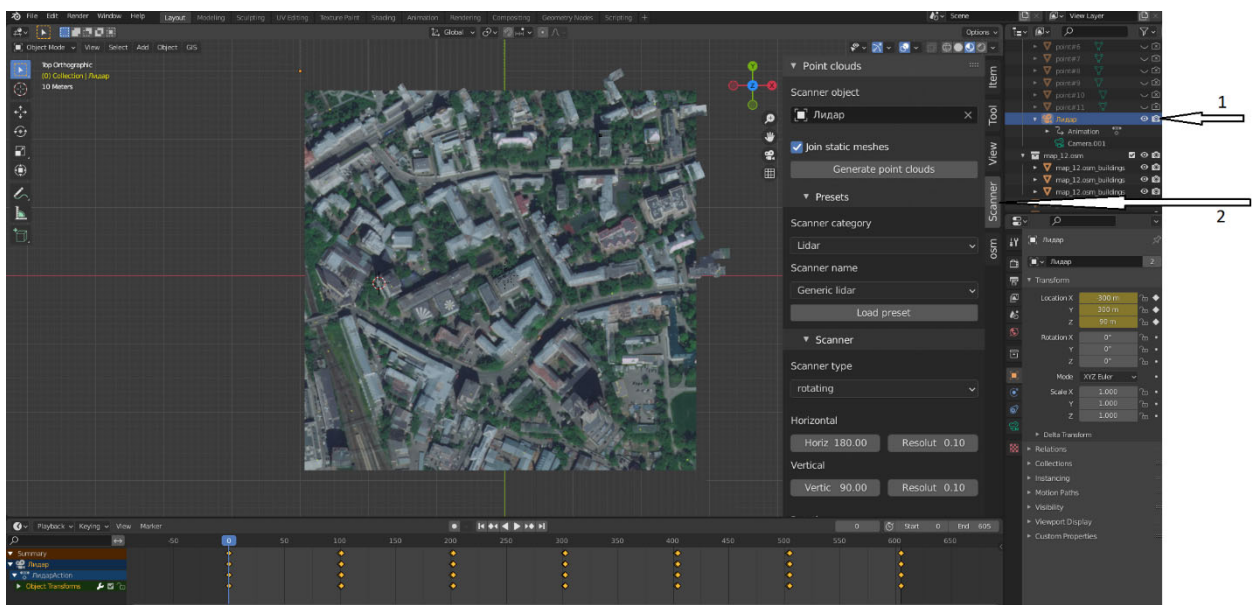 File Edit Render Window Help Layout Modeling Sculpting UV Editing Texture Paint Shading Animation Rendering Compositing Geometry Nodes Scripting + Scene View Layer
Global Options
Object Mode View Select Add Object GIS
Top Orthographic
(0) Collection | Лидар
10 Meters
Point clouds
Scanner object
Лидар
Join static meshes
Generate point clouds
Presets
Scanner category
Lidar
Scanner name
Generic lidar
Load preset
Scanner
Scanner type
rotating
Horizontal
Horiz 180.00 Resolut 0.10
Vertical
Vertic 90.00 Resolut 0.10
Item
Tool
View
Scanner
osm
point#6
point#7
point#8
point#9
point#10
point#11
Лидар
Animation
Camera.001
map_12.osm
map_12.osm_buildings
map_12.osm_buildings
map_12.osm_buildings
1
2
Лидар
Лидар 2
Transform
Location X -300 m
Y 300 m
Z 90 m
Rotation X 0°
Y 0°
Z 0°
Mode XYZ Euler
Scale X 1.000
Y 1.000
Z 1.000
Delta Transform
Relations
Collections
Instancing
Motion Paths
Visibility
Viewport Display
Custom Properties
Playback Keying View Marker 0 Start 0 End 605
-50 0 50 100 150 200 250 300 350 400 450 500 550 600 650
Summary
Лидар
ЛидарAction
Object Transforms